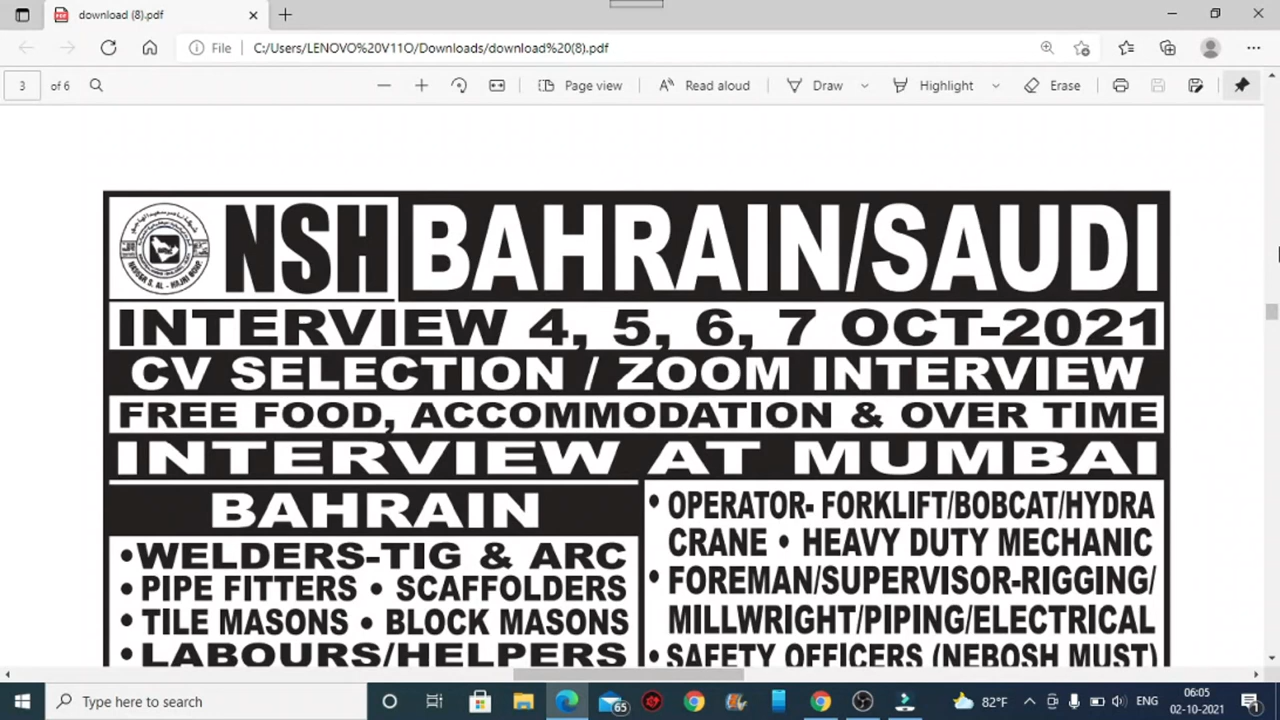 download (8).pdf
File C:/Users/LENOVO%20V11O/Downloads/download%20(8).pdf
3 of 6 Page view Read aloud Draw Highlight Erase
NSH BAHRAIN/SAUDI
INTERVIEW 4, 5, 6, 7 OCT-2021
CV SELECTION / ZOOM INTERVIEW
FREE FOOD, ACCOMMODATION & OVER TIME
INTERVIEW AT MUMBAI
BAHRAIN
•WELDERS-TIG & ARC
• PIPE FITTERS • SCAFFOLDERS
• TILE MASONS • BLOCK MASONS
•LABOURS/HELPERS
• OPERATOR- FORKLIFT/BOBCAT/HYDRA
CRANE • HEAVY DUTY MECHANIC
• FOREMAN/SUPERVISOR-RIGGING/
MILLWRIGHT/PIPING/ELECTRICAL
• SAFETY OFFICERS (NEBOSH MUST)
Type here to search 65 82°F ENG 06:05
02-10-2021 1